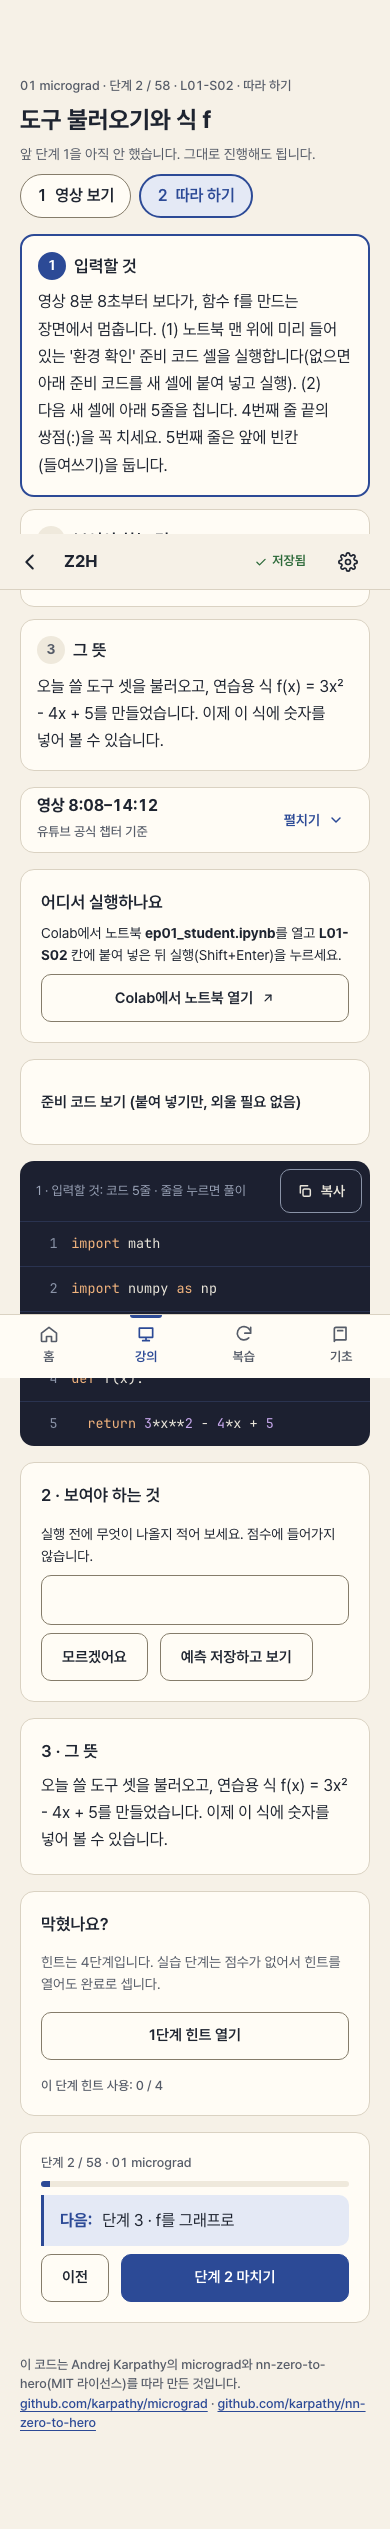 01 micrograd · 단계 2 / 58 · L01-S02 · 따라 하기
도구 불러오기와 식 f
앞 단계 1을 아직 안 했습니다. 그대로 진행해도 됩니다.
1 영상 보기
2 따라 하기
1 입력할 것
영상 8분 8초부터 보다가, 함수 f를 만드는
장면에서 멈춥니다. (1) 노트북 맨 위에 미리 들어
있는 '환경 확인' 준비 코드 셀을 실행합니다(없으면
아래 준비 코드를 새 셀에 붙여 넣고 실행). (2)
다음 새 셀에 아래 5줄을 칩니다. 4번째 줄 끝의
쌍점(:)을 꼭 치세요. 5번째 줄은 앞에 빈칸
(들여쓰기)을 둡니다.
Z2H
저장됨
3 그 뜻
오늘 쓸 도구 셋을 불러오고, 연습용 식 f(x) = 3x²
- 4x + 5를 만들었습니다. 이제 이 식에 숫자를
넣어 볼 수 있습니다.
영상 8:08–14:12
유튜브 공식 챕터 기준
펼치기
어디서 실행하나요
Colab에서 노트북 ep01_student.ipynb를 열고 L01-
S02 칸에 붙여 넣은 뒤 실행(Shift+Enter)을 누르세요.
Colab에서 노트북 열기
준비 코드 보기 (붙여 넣기만, 외울 필요 없음)
1 · 입력할 것: 코드 5줄 · 줄을 누르면 풀이
복사
1 import math
2 import numpy as np
홈
강의
복습
기초
4 def f(x):
5 return 3*x**2 - 4*x + 5
2 · 보여야 하는 것
실행 전에 무엇이 나올지 적어 보세요. 점수에 들어가지
않습니다.
모르겠어요
예측 저장하고 보기
3 · 그 뜻
오늘 쓸 도구 셋을 불러오고, 연습용 식 f(x) = 3x²
- 4x + 5를 만들었습니다. 이제 이 식에 숫자를
넣어 볼 수 있습니다.
막혔나요?
힌트는 4단계입니다. 실습 단계는 점수가 없어서 힌트를
열어도 완료로 셉니다.
1단계 힌트 열기
이 단계 힌트 사용: 0 / 4
단계 2 / 58 · 01 micrograd
다음: 단계 3 · f를 그래프로
이전
단계 2 마치기
이 코드는 Andrej Karpathy의 micrograd와 nn-zero-to-
hero(MIT 라이선스)를 따라 만든 것입니다.
github.com/karpathy/micrograd · github.com/karpathy/nn-
zero-to-hero